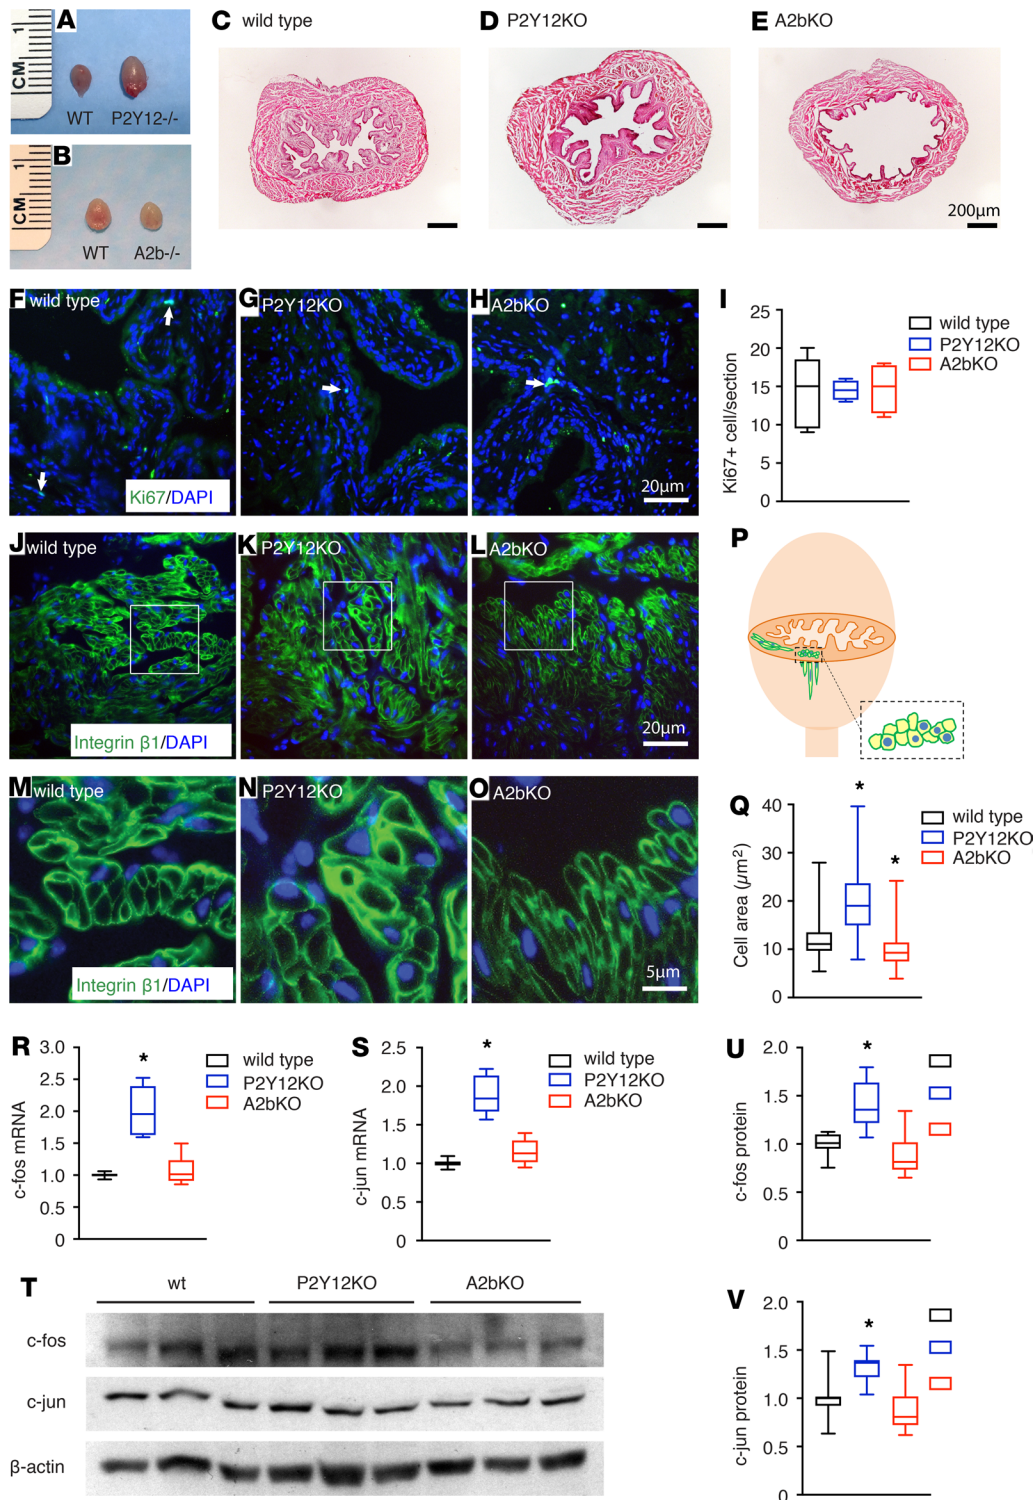 A
CM
1
WT P2Y12-/-
B
CM
1
WT A2b-/-
C wild type
D P2Y12KO
E A2bKO
200µm
F wild type
Ki67/DAPI
G P2Y12KO
H A2bKO
20µm
I
Ki67+ cell/section
25
20
15
10
5
0
wild type
P2Y12KO
A2bKO
J wild type
Integrin β1/DAPI
K P2Y12KO
L A2bKO
20µm
P
M wild type
Integrin β1/DAPI
N P2Y12KO
O A2bKO
5µm
Q
Cell area (µm²)
40
30
20
10
0
*
*
wild type
P2Y12KO
A2bKO
R
c-fos mRNA
3.0
2.5
2.0
1.5
1.0
0.5
0
*
wild type
P2Y12KO
A2bKO
S
c-jun mRNA
2.5
2.0
1.5
1.0
0.5
0
*
wild type
P2Y12KO
A2bKO
U
c-fos protein
2.0
1.5
1.0
0.5
0
*
T
wt P2Y12KO A2bKO
c-fos
c-jun
β-actin
V
c-jun protein
2.0
1.5
1.0
0.5
0
*